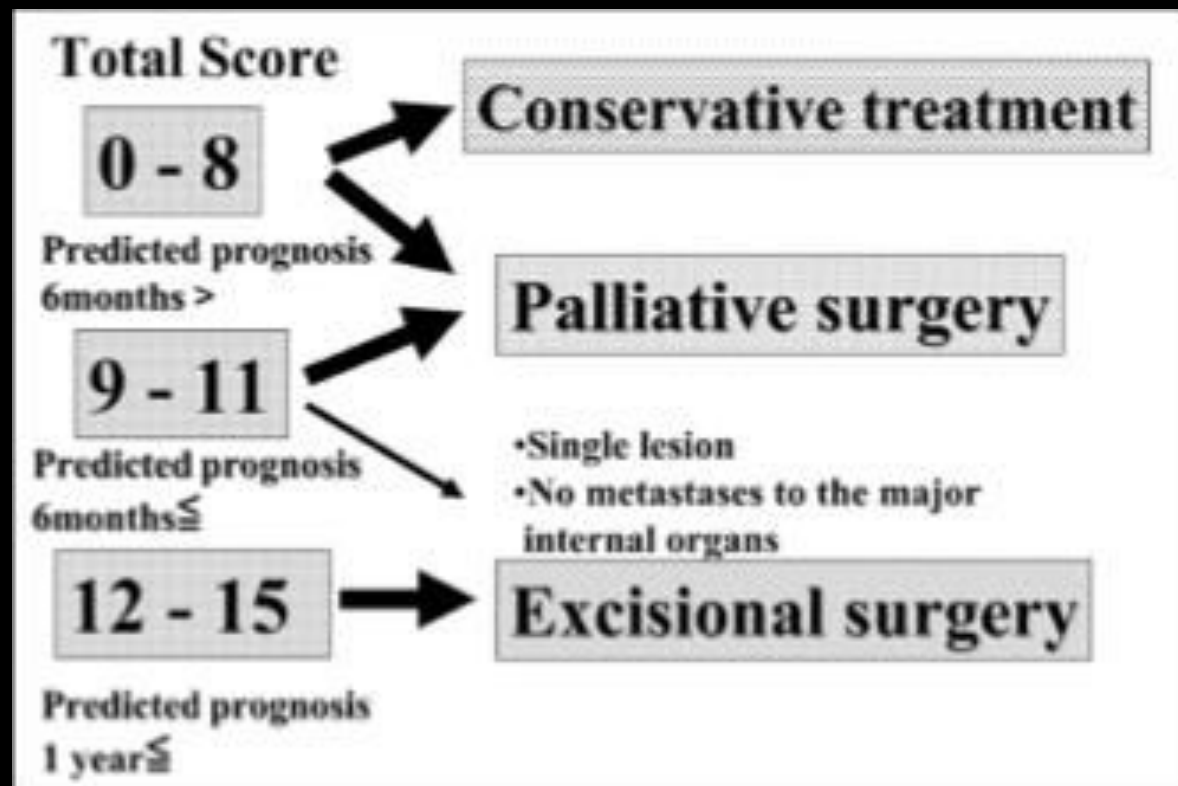 Total Score
0 - 8
Conservative treatment
Predicted prognosis
6months >
Palliative surgery
9 - 11
Predicted prognosis
6months≦
•Single lesion
•No metastases to the major
internal organs
12 - 15
Excisional surgery
Predicted prognosis
1 year≦